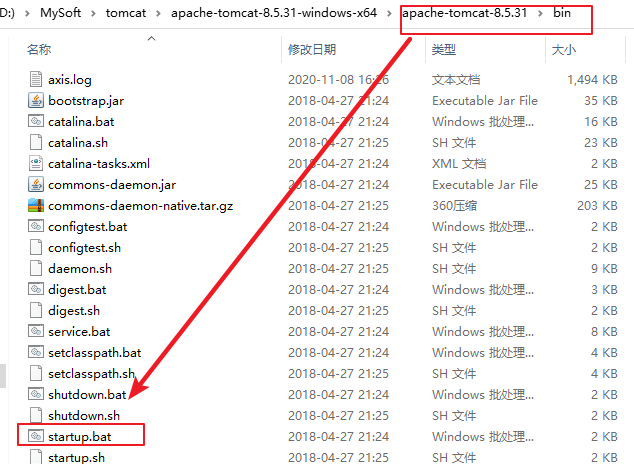 D:) › MySoft › tomcat › apache-tomcat-8.5.31-windows-x64 › apache-tomcat-8.5.31 › bin
名称 修改日期 类型 大小
axis.log 2020-11-08 16:26 文本文档 1,494 KB
bootstrap.jar 2018-04-27 21:24 Executable Jar File 35 KB
catalina.bat 2018-04-27 21:24 Windows 批处理... 16 KB
catalina.sh 2018-04-27 21:25 SH 文件 23 KB
catalina-tasks.xml 2018-04-27 21:24 XML 文档 2 KB
commons-daemon.jar 2018-04-27 21:24 Executable Jar File 25 KB
commons-daemon-native.tar.gz 2018-04-27 21:25 360压缩 203 KB
configtest.bat 2018-04-27 21:24 Windows 批处理... 2 KB
configtest.sh 2018-04-27 21:25 SH 文件 2 KB
daemon.sh 2018-04-27 21:25 SH 文件 9 KB
digest.bat 2018-04-27 21:24 Windows 批处理... 3 KB
digest.sh 2018-04-27 21:25 SH 文件 2 KB
service.bat 2018-04-27 21:24 Windows 批处理... 8 KB
setclasspath.bat 2018-04-27 21:24 Windows 批处理... 4 KB
setclasspath.sh 2018-04-27 21:25 SH 文件 4 KB
shutdown.bat 2018-04-27 21:24 Windows 批处理... 2 KB
shutdown.sh 2018-04-27 21:25 SH 文件 2 KB
startup.bat 2018-04-27 21:24 Windows 批处理... 2 KB
startup.sh 2018-04-27 21:25 SH 文件 2 KB